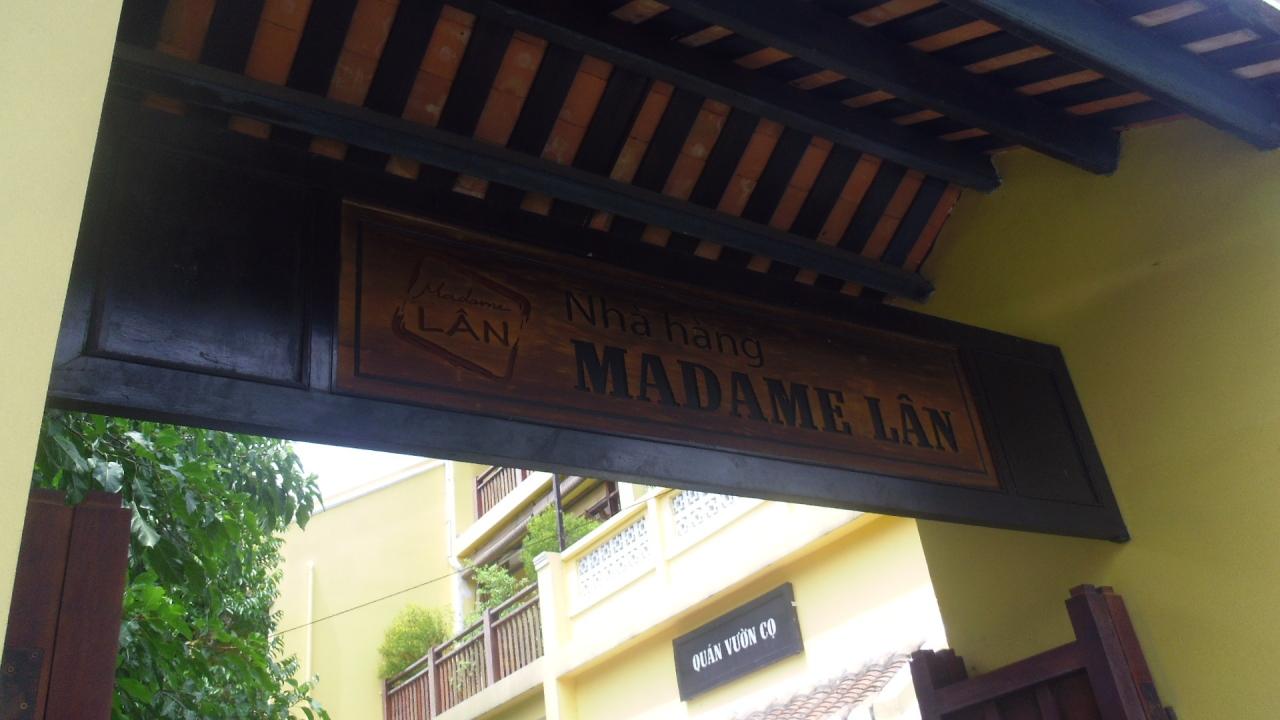 Madame
LÂN
Nhà hàng
MADAME LÂN
QUÁN VƯỜN CỌ